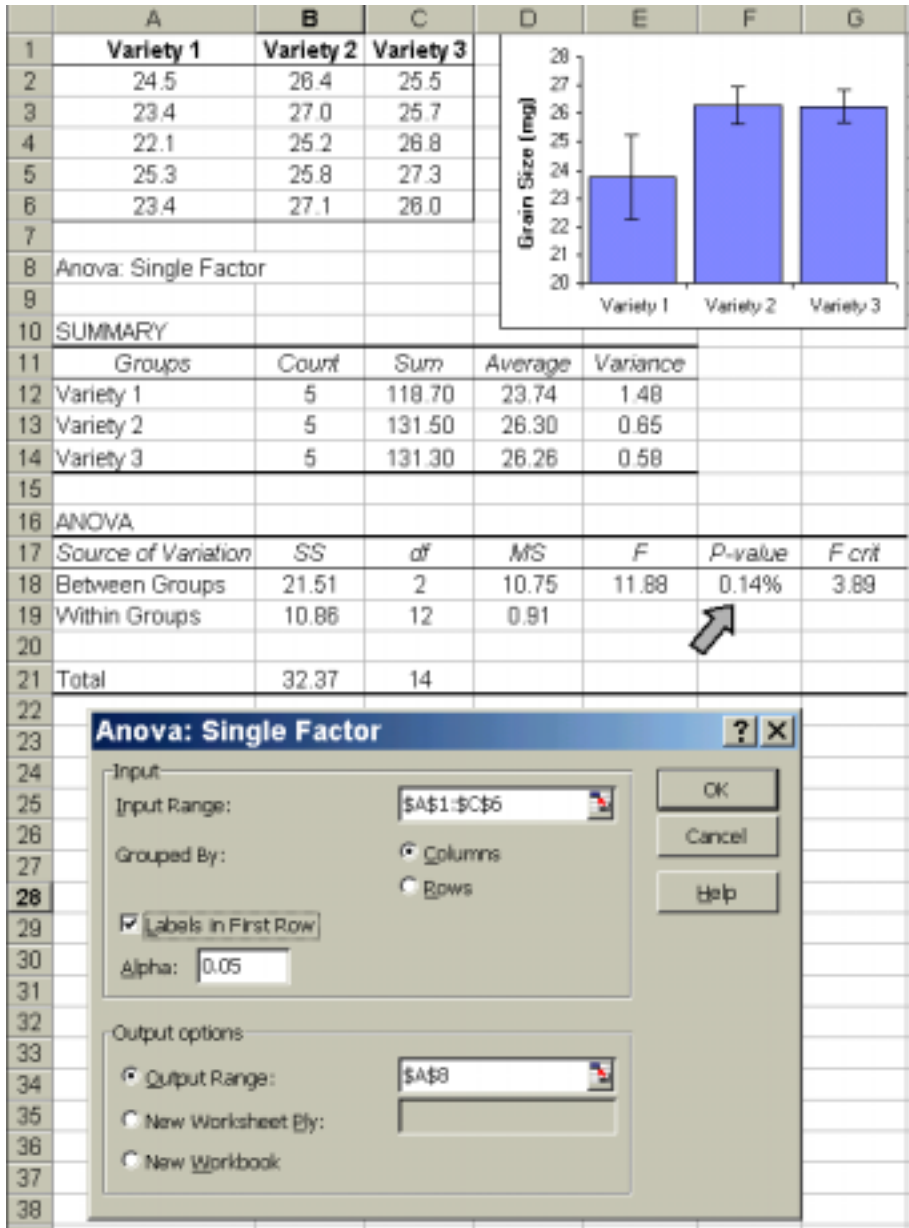 A B C D E F G
1 Variety 1 Variety 2 Variety 3
2 24.5 26.4 25.5
3 23.4 27.0 25.7
4 22.1 25.2 26.8
5 25.3 25.8 27.3
6 23.4 27.1 26.0
7
8 Anova: Single Factor
9
28
27
26
25
24
23
22
21
20
Grain Size (mg)
Variety 1 Variety 2 Variety 3
10 SUMMARY
11 Groups Count Sum Average Variance
12 Variety 1 5 118.70 23.74 1.48
13 Variety 2 5 131.50 26.30 0.65
14 Variety 3 5 131.30 26.26 0.58
15
16 ANOVA
17 Source of Variation SS df MS F P-value F crit
18 Between Groups 21.51 2 10.75 11.88 0.14% 3.89
19 Within Groups 10.86 12 0.91
20
21 Total 32.37 14
22
23
24
25
26
27
28
29
30
31
32
33
34
35
36
37
38
Anova: Single Factor ? X
Input
Input Range: $A$1:$C$6
Grouped By: Columns
Rows
Labels in First Row
Alpha: 0.05
OK
Cancel
Help
Output options
Output Range: $A$8
New Worksheet Ply:
New Workbook